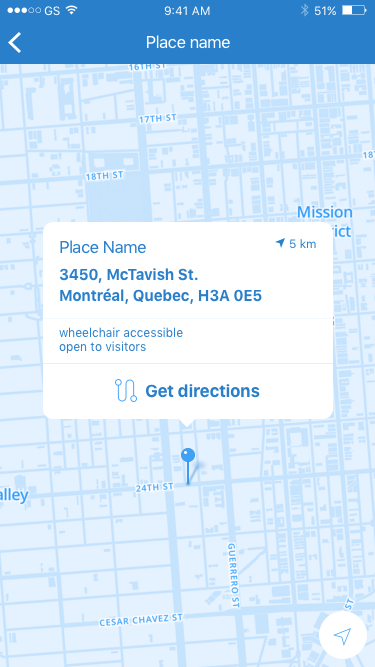 GS 9:41 AM 51%
Place name
16TH ST
17TH ST
18TH ST
Mission
Place Name
5 km
3450, McTavish St.
Montréal, Quebec, H3A 0E5
wheelchair accessible
open to visitors
Get directions
24TH ST
alley
GUERRERO ST
CESAR CHAVEZ ST
ST